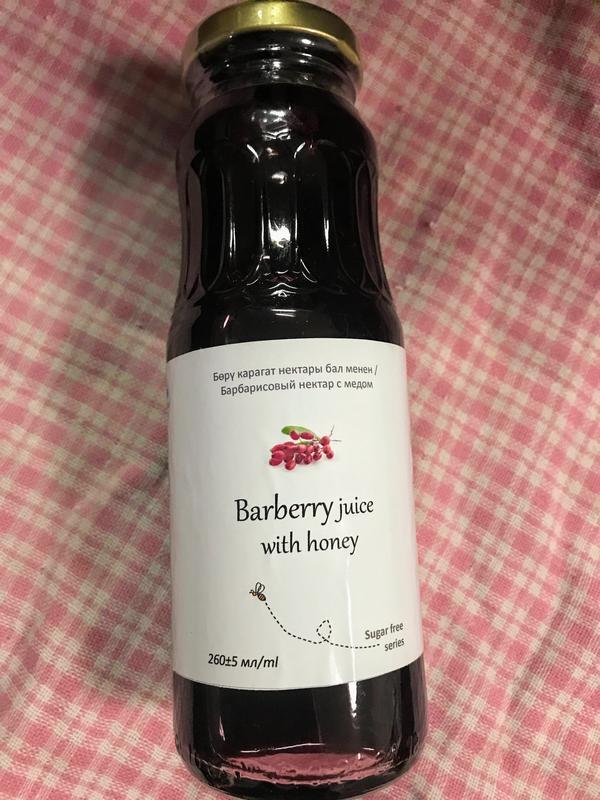 Бөрү карагат нектары бал менен /
Барбарисовый нектар с медом
Barberry juice
with honey
Sugar free
series
260±5 мл/ml